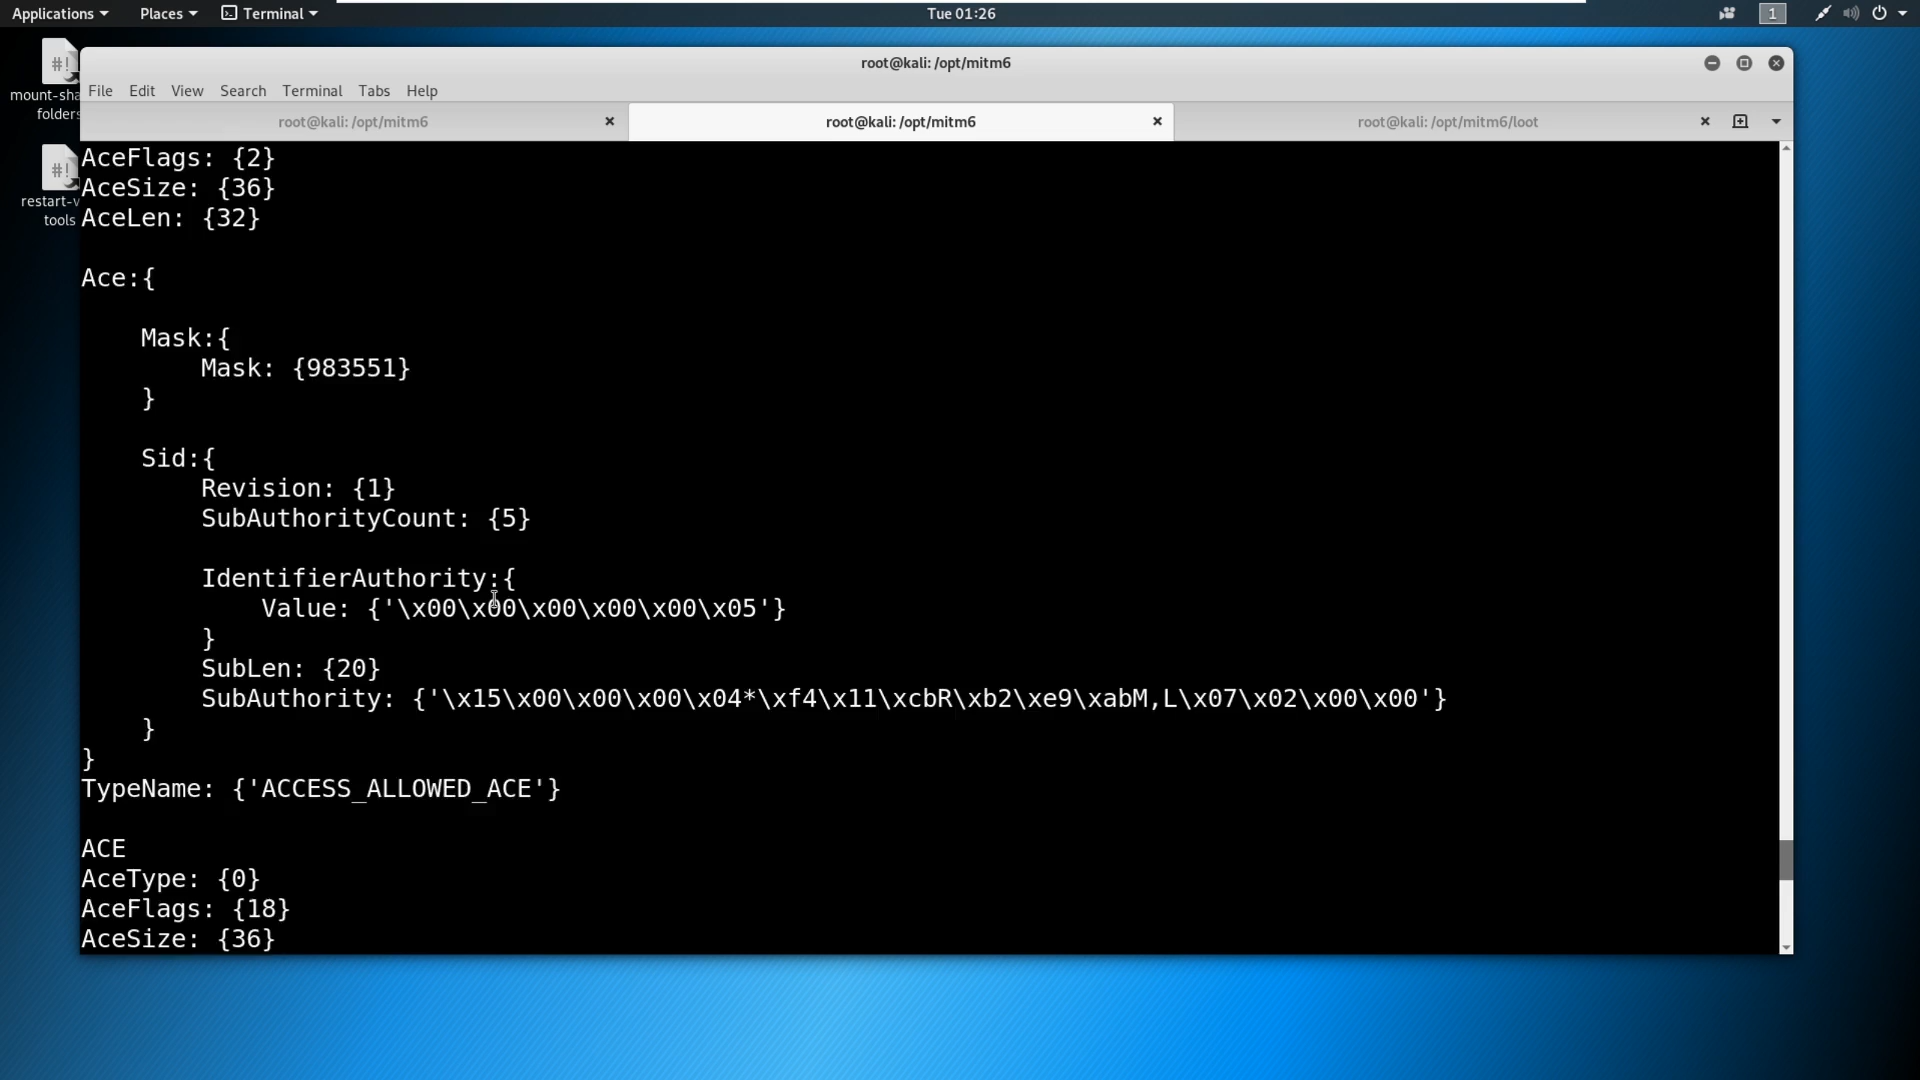 Applications
Places
Terminal
Tue 01:26
1
#!
mount-sha
folders
#!
restart-v
tools
root@kali: /opt/mitm6
File Edit View Search Terminal Tabs Help
root@kali: /opt/mitm6
root@kali: /opt/mitm6
root@kali: /opt/mitm6/loot
AceFlags: {2}
AceSize: {36}
AceLen: {32}
Ace:{
Mask:{
Mask: {983551}
}
Sid:{
Revision: {1}
SubAuthorityCount: {5}
IdentifierAuthority:{
Value: {'\x00\x00\x00\x00\x00\x05'}
}
SubLen: {20}
SubAuthority: {'\x15\x00\x00\x00\x04*\xf4\x11\xcbR\xb2\xe9\xabM,L\x07\x02\x00\x00'}
}
}
TypeName: {'ACCESS_ALLOWED_ACE'}
ACE
AceType: {0}
AceFlags: {18}
AceSize: {36}